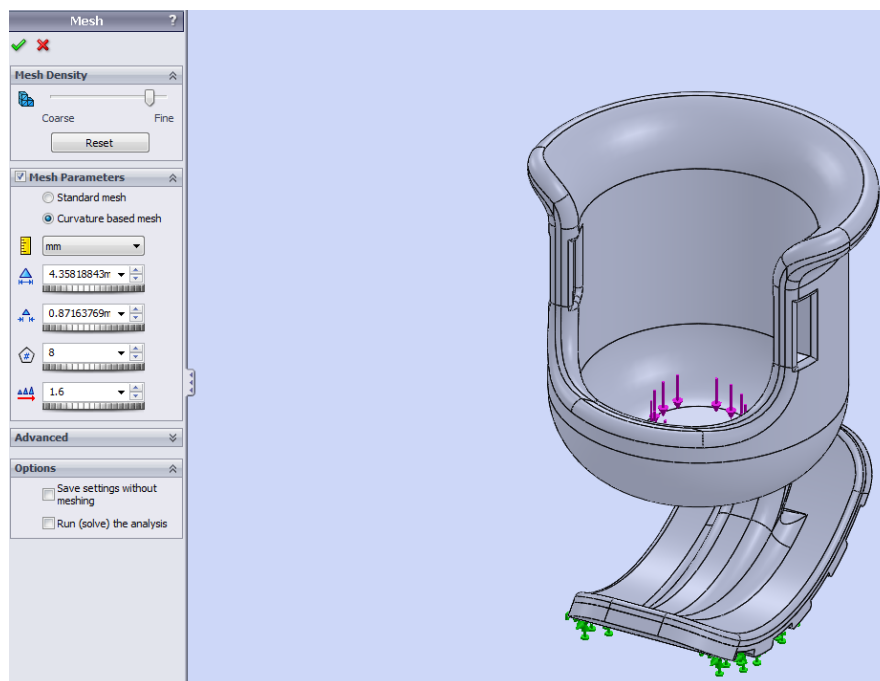 Mesh ?
Mesh Density
Coarse Fine
Reset
Mesh Parameters
Standard mesh
Curvature based mesh
mm
4.35818843m
0.87163769m
#
8
1.6
Advanced
Options
Save settings without
meshing
Run (solve) the analysis